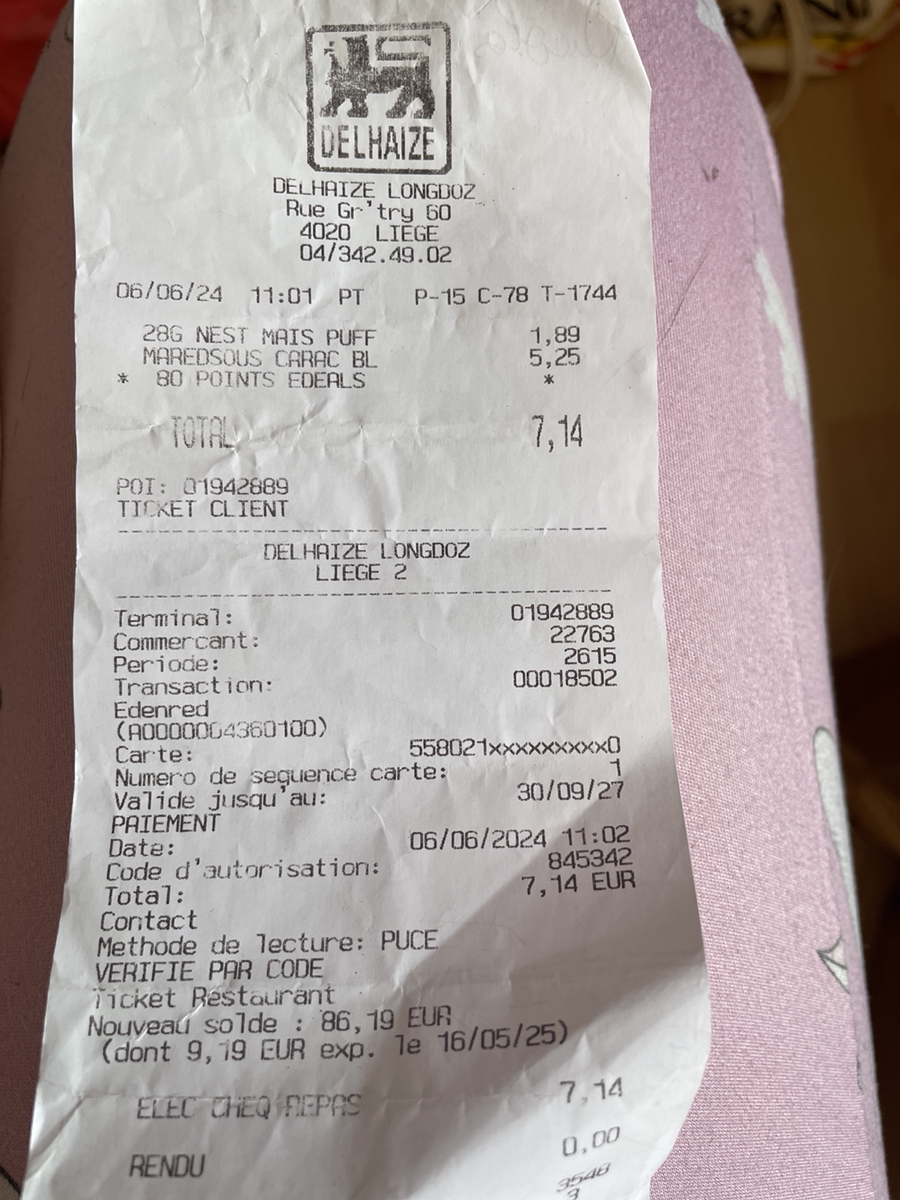 DELHAIZE
DELHAIZE LONGDOZ
Rue Gr'try 60
4020 LIEGE
04/342.49.02
06/06/24 11:01 PT P-15 C-78 T-1744
28G NEST MAIS PUFF 1,89
MAREDSOUS CARAC BL 5,25
* 80 POINTS EDEALS *
TOTAL 7,14
POI: 01942889
TICKET CLIENT
DELHAIZE LONGDOZ
LIEGE 2
Terminal: 01942889
Commercant: 22763
Periode: 2615
Transaction: 00018502
Edenred
(A0000004360100)
Carte: 558021xxxxxxxxx0
Numero de sequence carte: 1
Valide jusqu'au: 30/09/27
PAIEMENT
Date: 06/06/2024 11:02
Code d'autorisation: 845342
Total: 7,14 EUR
Contact
Methode de lecture: PUCE
VERIFIE PAR CODE
Ticket Restaurant
Nouveau solde : 86,19 EUR
(dont 9,19 EUR exp. le 16/05/25)
ELEC CHEQ REPAS 7,14
RENDU 0,00